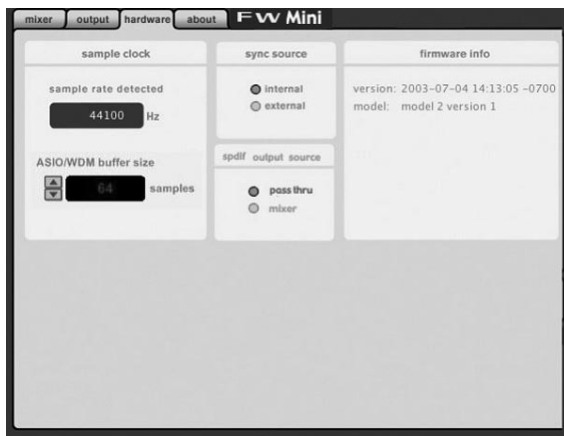 mixer output hardware about FW Mini
sample clock
sample rate detected
44100 Hz
ASIO/WDM buffer size
64 samples
sync source
internal
external
spdif output source
pass thru
mixer
firmware info
version: 2003-07-04 14:13:05 -0700
model: model 2 version 1